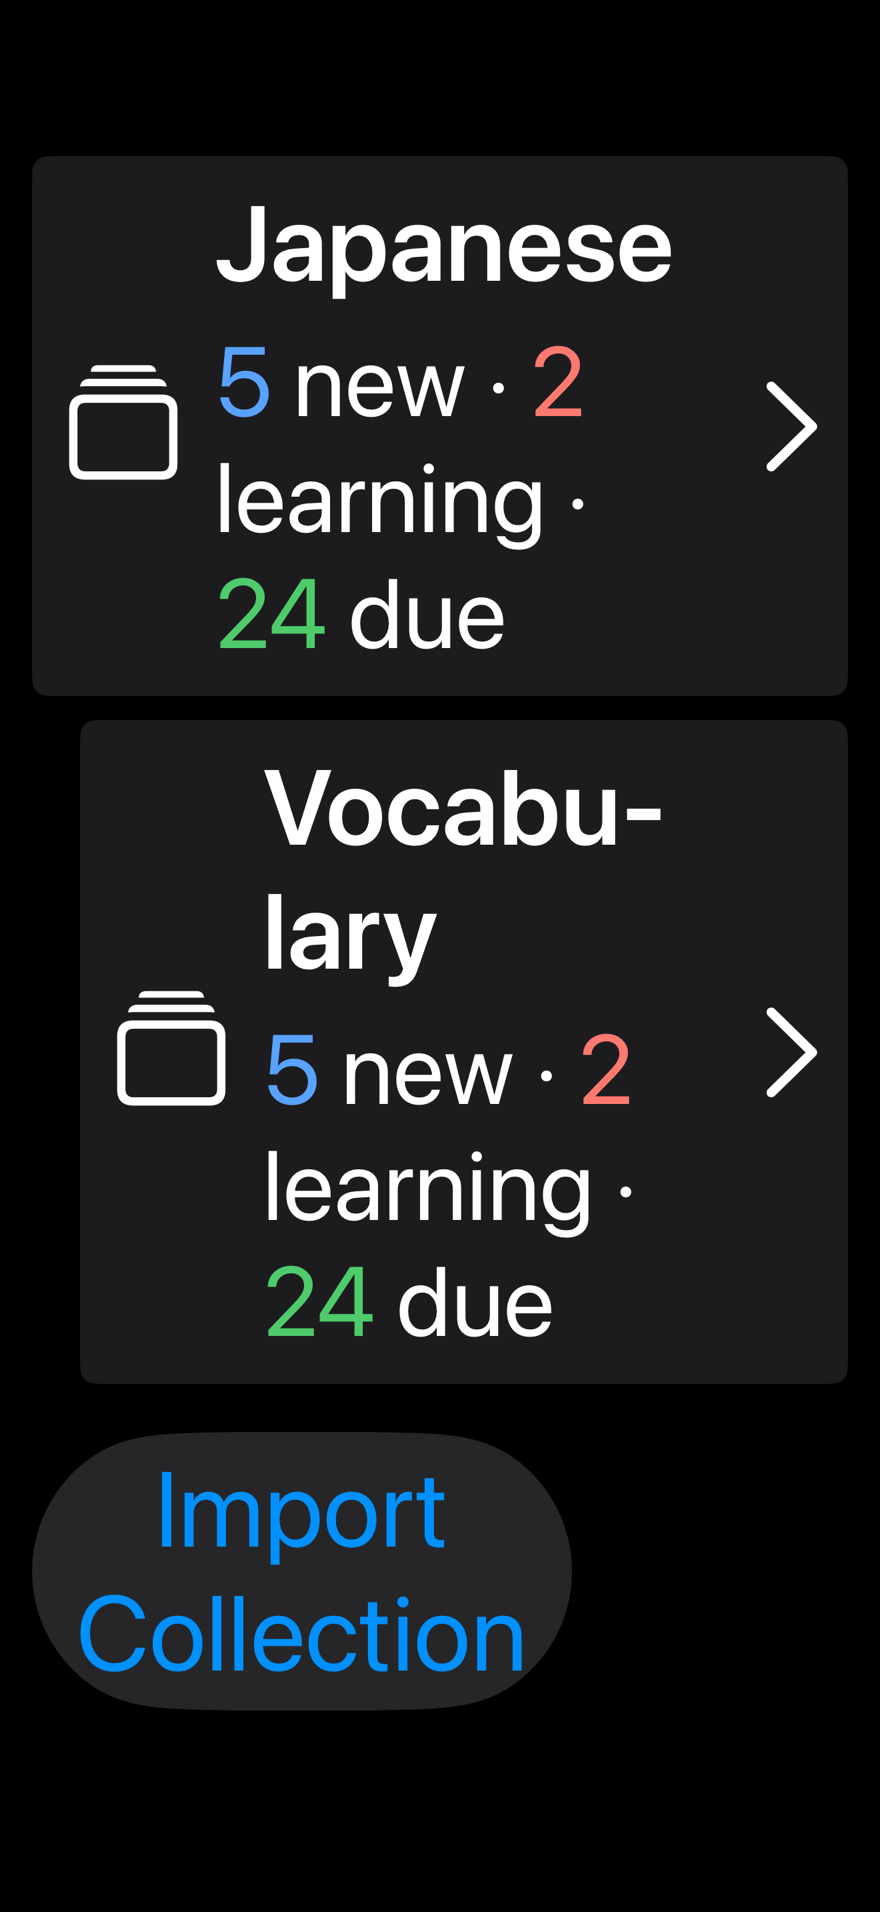 Japanese
5 new · 2
learning ·
24 due
Vocabu-
lary
5 new · 2
learning ·
24 due
Import
Collection